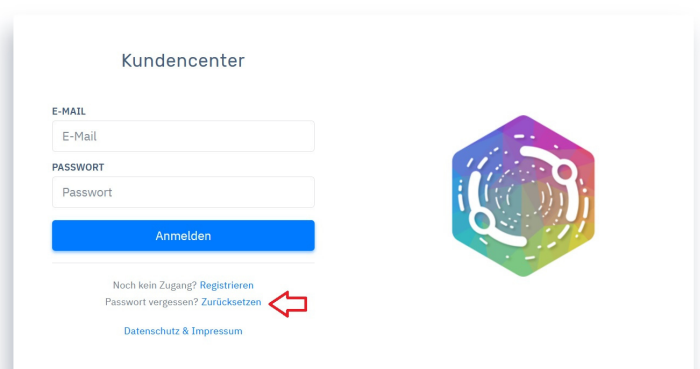 Kundencenter
E-MAIL
E-Mail
PASSWORT
Passwort
Anmelden
Noch kein Zugang? Registrieren
Passwort vergessen? Zurücksetzen
Datenschutz & Impressum